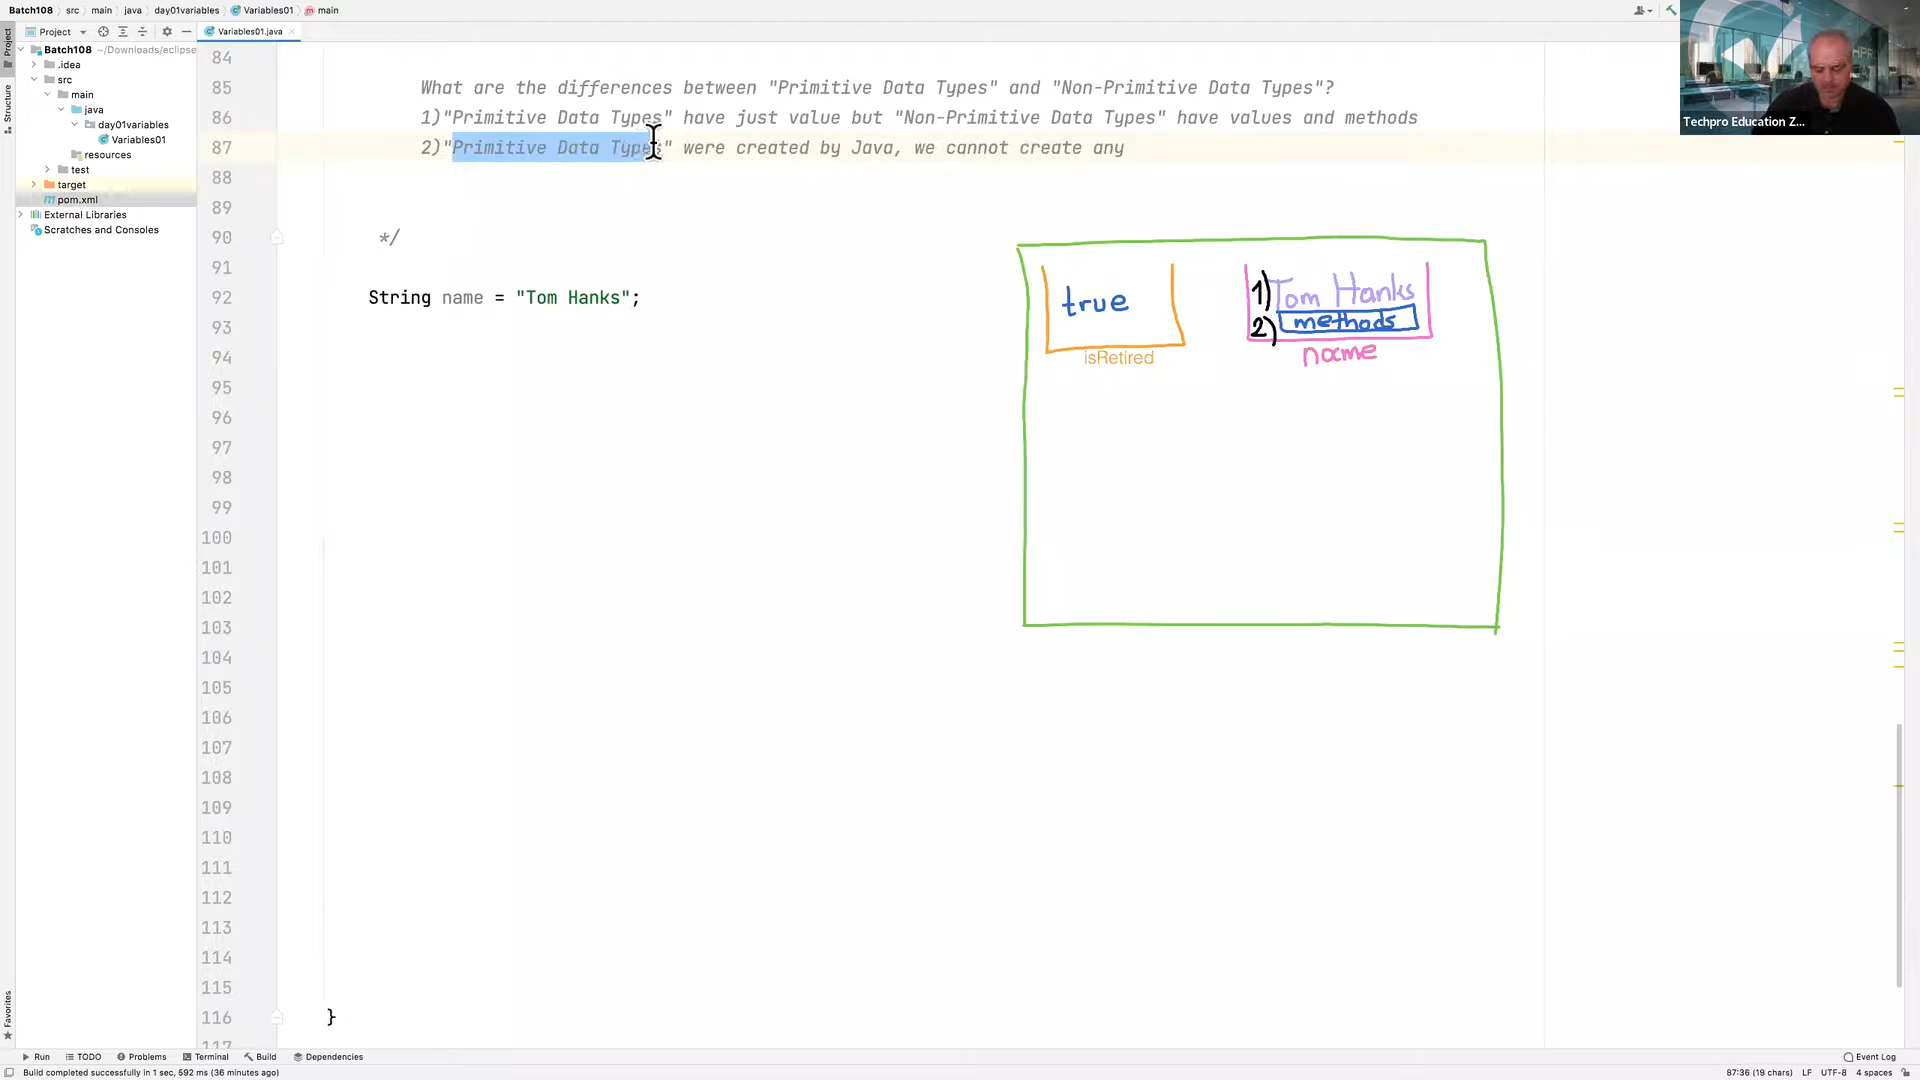 Batch108 src main java day01variables Variables01 main
Project
Variables01.java
Batch108 ~/Downloads/eclipse
.idea
src
main
java
day01variables
Variables01
resources
test
target
pom.xml
External Libraries
Scratches and Consoles
Project
Structure
Favorites
84
85 What are the differences between "Primitive Data Types" and "Non-Primitive Data Types"?
86 1)"Primitive Data Types" have just value but "Non-Primitive Data Types" have values and methods
87 2)"Primitive Data Types" were created by Java, we cannot create any
88
89
90 */
91
92 String name = "Tom Hanks";
93
94
95
96
97
98
99
100
101
102
103
104
105
106
107
108
109
110
111
112
113
114
115
116 }
117
true
isRetired
1) Tom Hanks
2) methods
name
Techpro Education Z...
Run TODO Problems Terminal Build Dependencies Event Log
Build completed successfully in 1 sec, 592 ms (36 minutes ago) 87:36 (19 chars) LF UTF-8 4 spaces